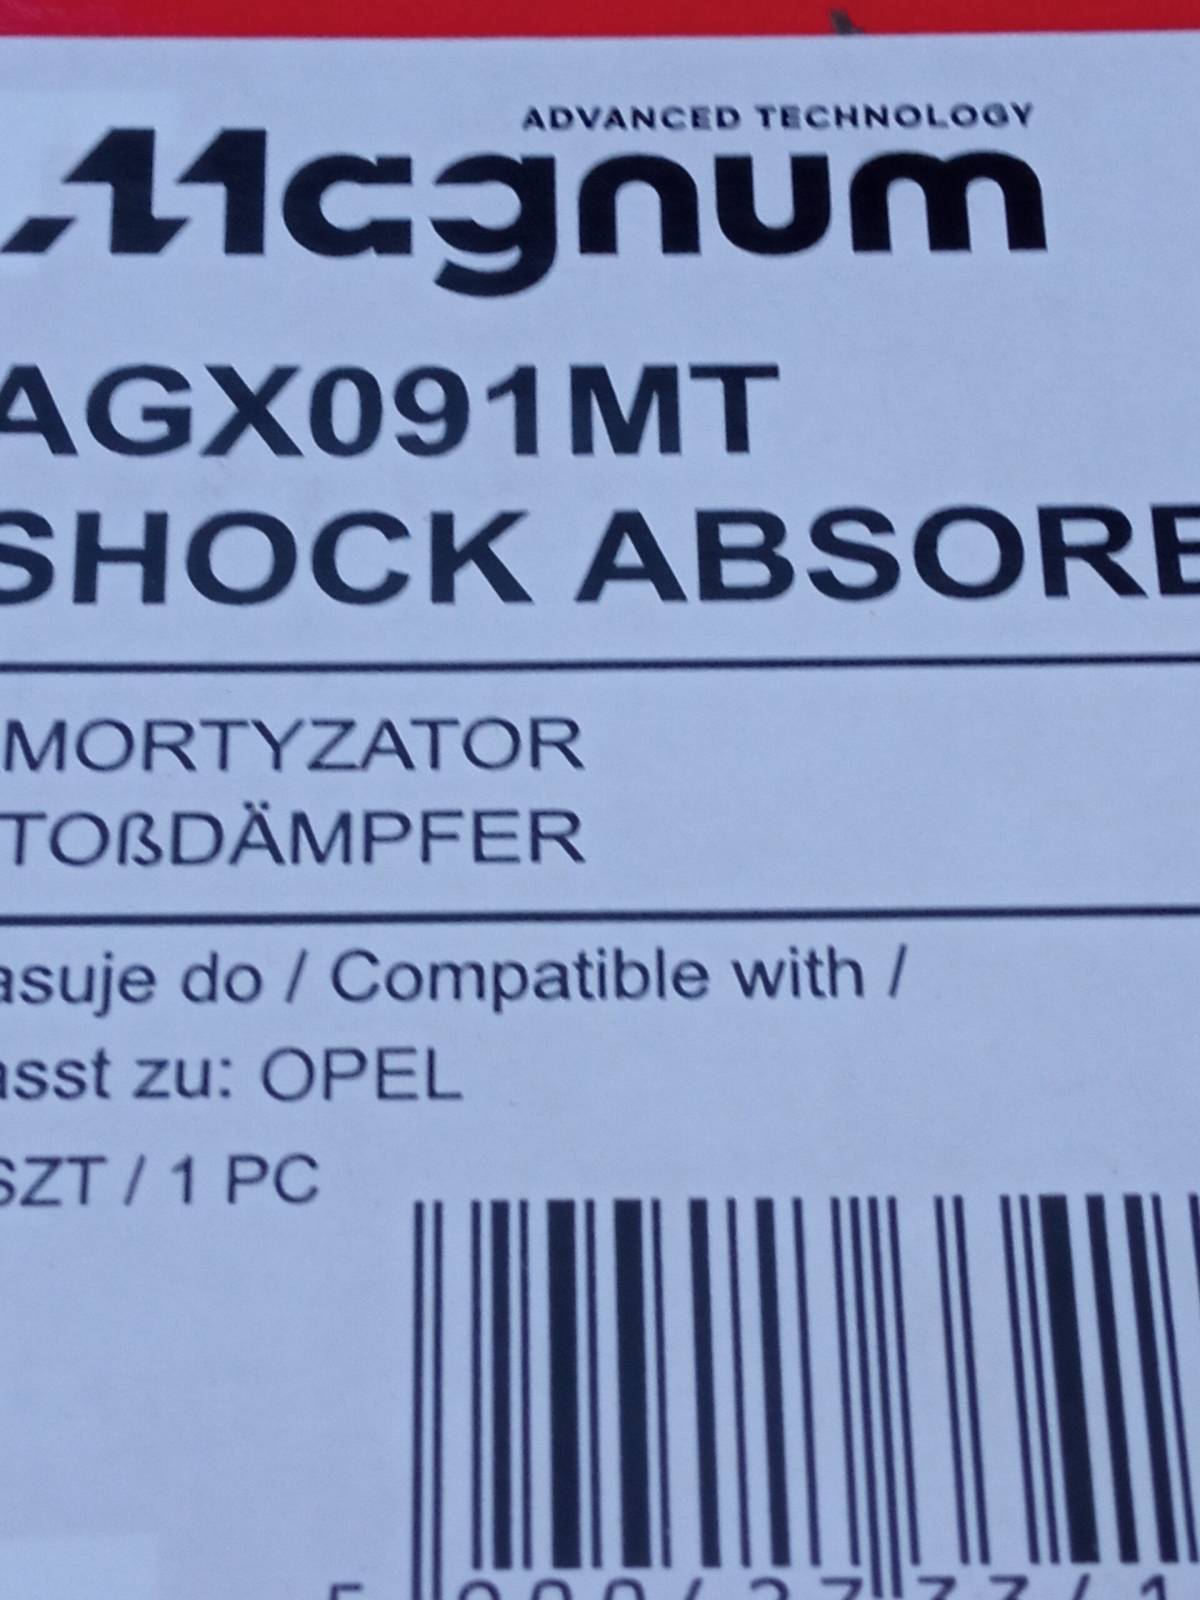 ADVANCED TECHNOLOGY
Magnum
AGX091MT
SHOCK ABSORB
MORTYZATOR
TOßDÄMPFER
asuje do / Compatible with /
asst zu: OPEL
SZT / 1 PC